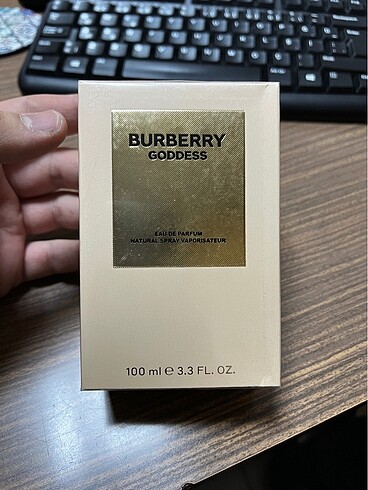 BURBERRY
GODDESS
EAU DE PARFUM
NATURAL SPRAY VAPORISATEUR
100 ml ℮ 3.3 FL. OZ.